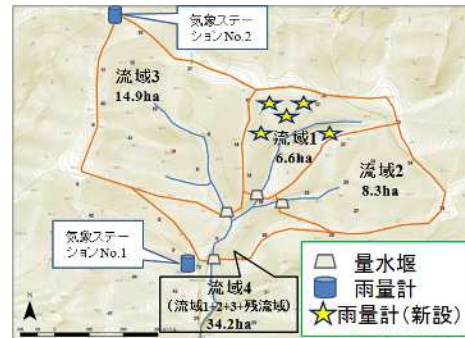 気象ステー
ションNo.2
流域3
14.9ha
流域1
6.6ha
流域2
8.3ha
気象ステー
ションNo.1
流域4
(流域1+2+3+残流域)
34.2ha
量水堰
雨量計
雨量計(新設)
N